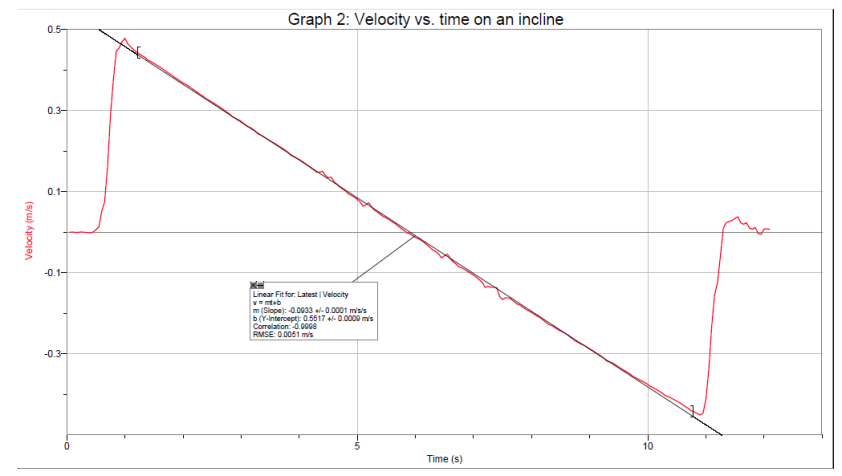 Graph 2: Velocity vs. time on an incline
0.5
0.3
0.1
-0.1
-0.3
Velocity (m/s)
Linear Fit for: Latest | Velocity
v = mt+b
m (Slope): -0.0933 +/- 0.0001 m/s/s
b (Y-Intercept): 0.5517 +/- 0.0009 m/s
Correlation: -0.9998
RMSE: 0.0051 m/s
0
5
10
Time (s)